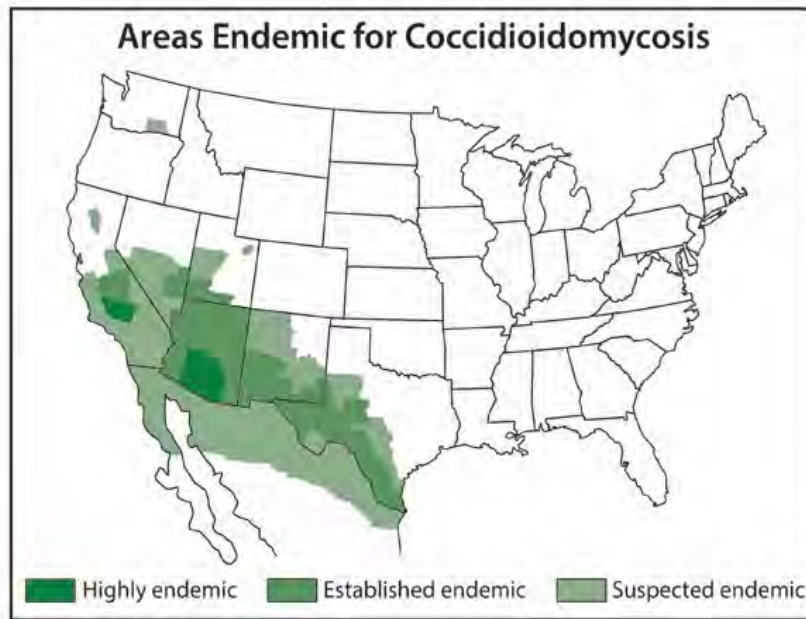 Areas Endemic for Coccidioidomycosis
Highly endemic
Established endemic
Suspected endemic